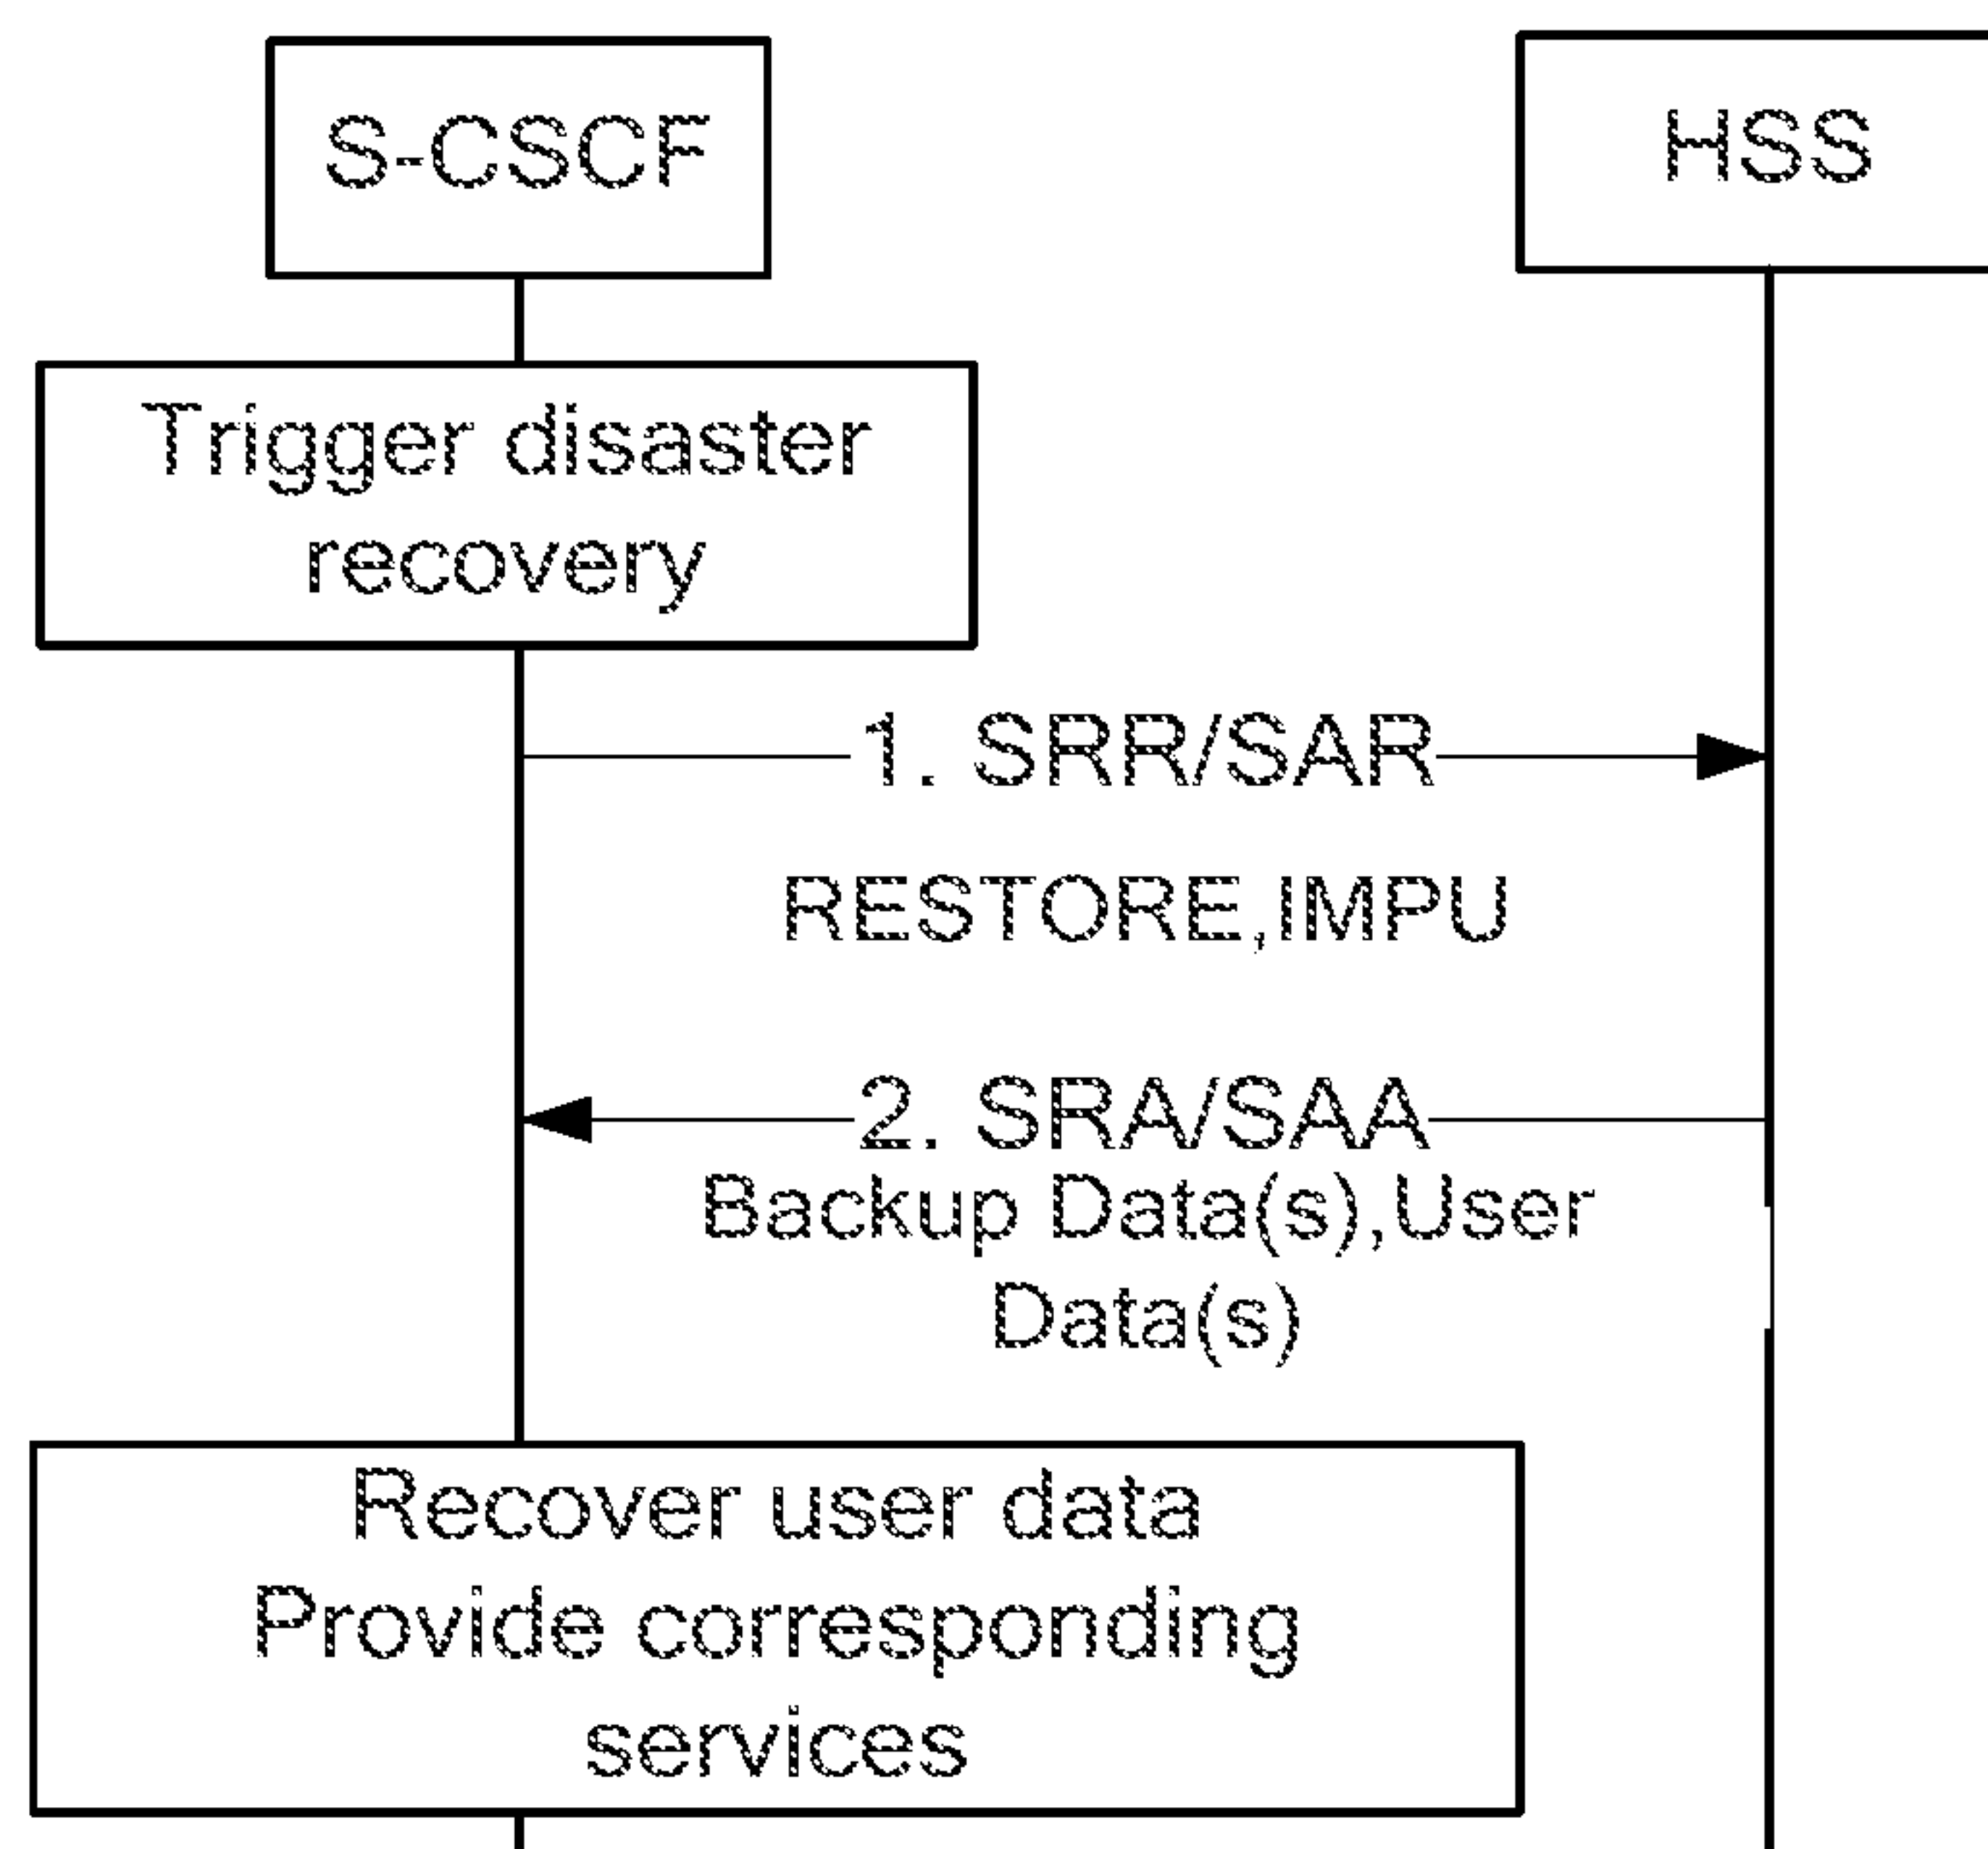 S-CSCF
HSS
Trigger disaster
recovery
1. SRR/SAR
RESTORE,IMPU
2. SRA/SAA
Backup Data(s),User
Data(s)
Recover user data
Provide corresponding
services